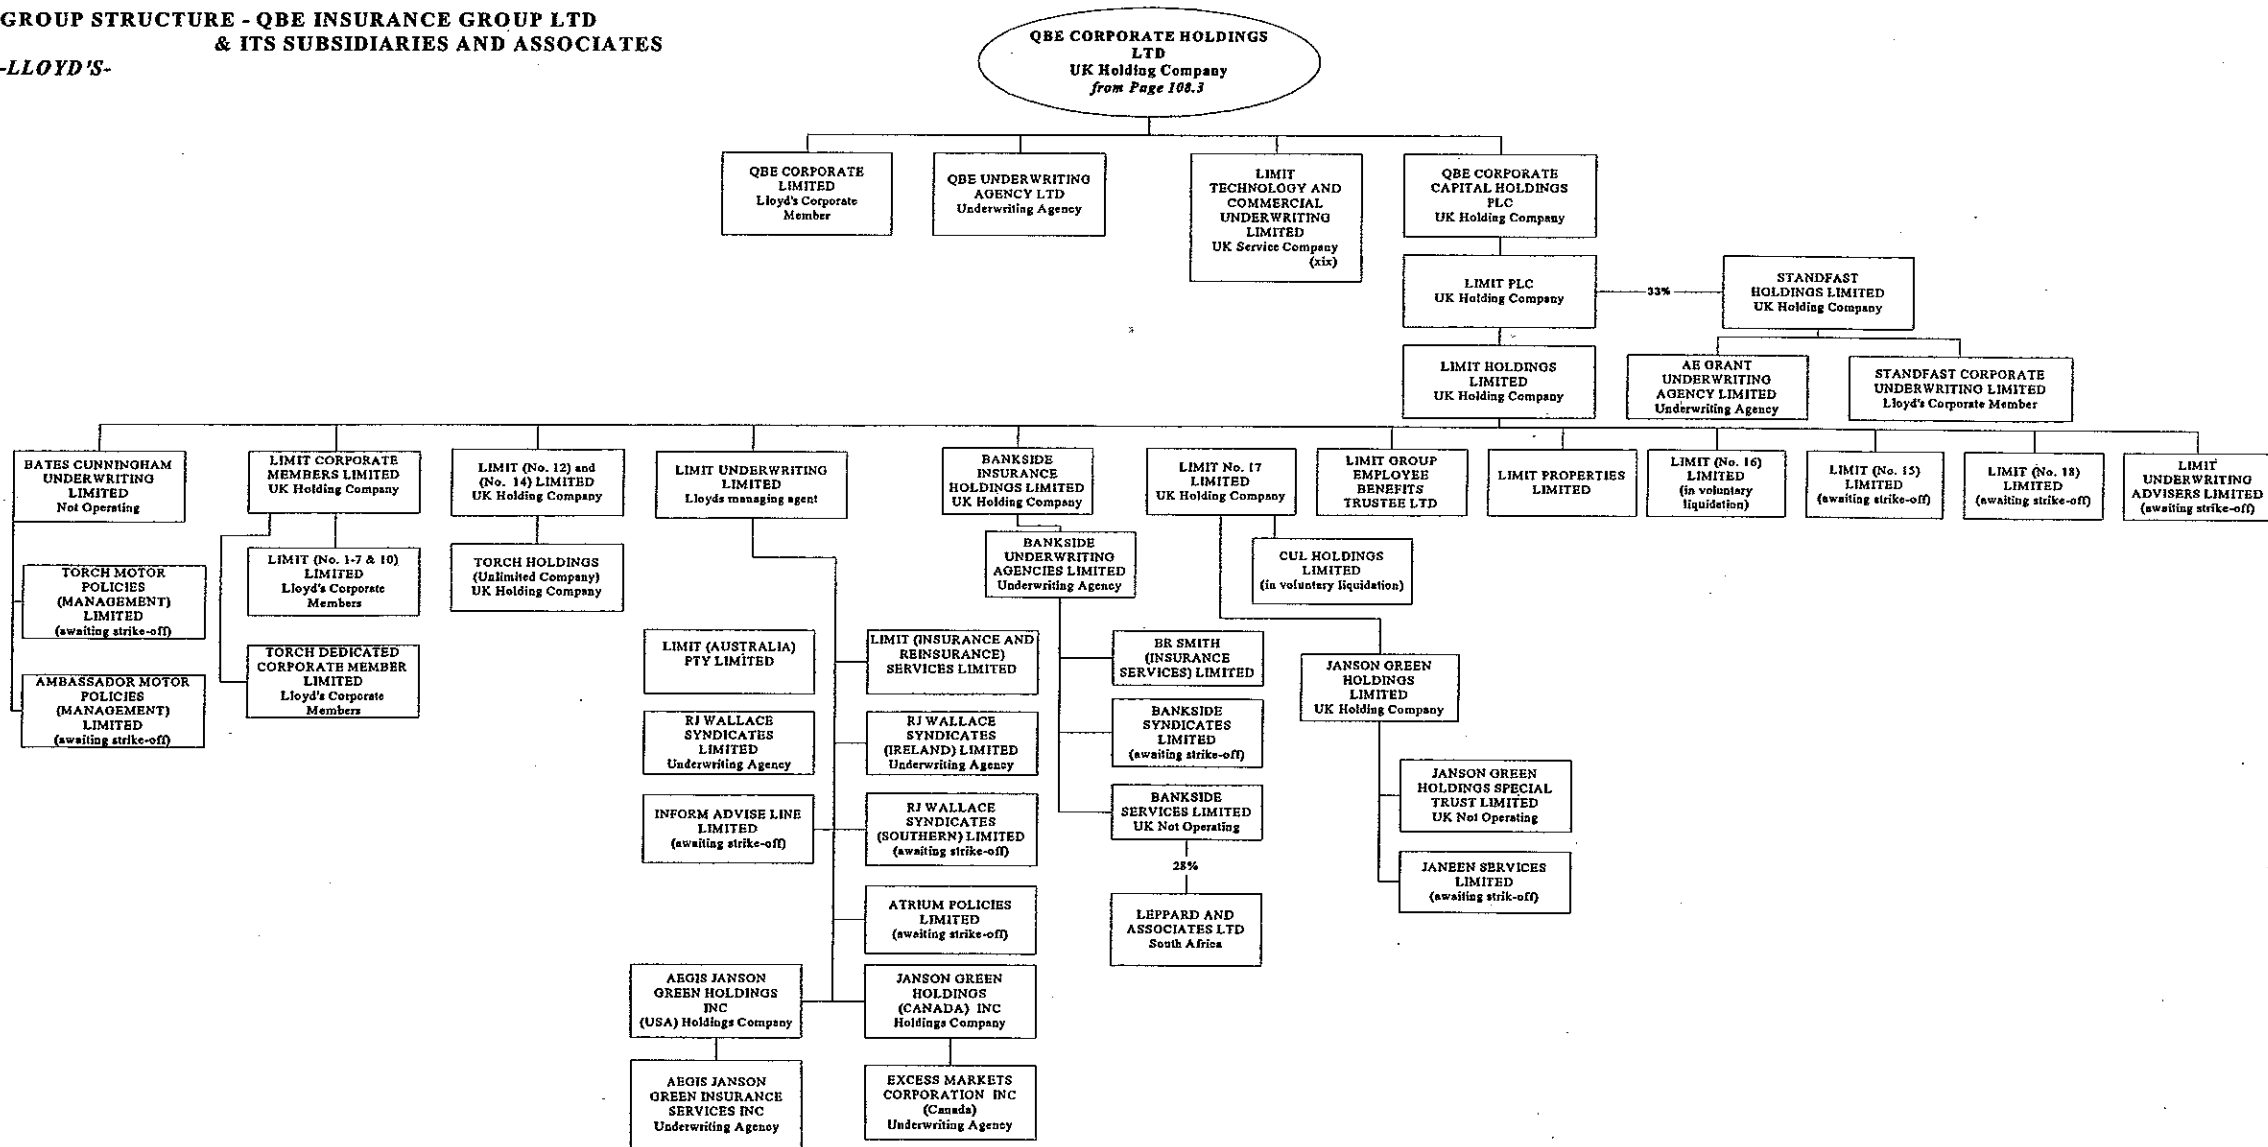 GROUP STRUCTURE - QBE INSURANCE GROUP LTD
& ITS SUBSIDIARIES AND ASSOCIATES
-LLOYD'S-
QBE CORPORATE HOLDINGS
LTD
UK Holding Company
from Page 108.3
QBE CORPORATE
LIMITED
Lloyd's Corporate
Member
QBE UNDERWRITING
AGENCY LTD
Underwriting Agency
LIMIT
TECHNOLOGY AND
COMMERCIAL
UNDERWRITING
LIMITED
UK Service Company
(xix)
QBE CORPORATE
CAPITAL HOLDINGS
PLC
UK Holding Company
LIMIT PLC
UK Holding Company
33%
STANDFAST
HOLDINGS LIMITED
UK Holding Company
LIMIT HOLDINGS
LIMITED
UK Holding Company
AE GRANT
UNDERWRITING
AGENCY LIMITED
Underwriting Agency
STANDFAST CORPORATE
UNDERWRITING LIMITED
Lloyd's Corporate Member
BATES CUNNINGHAM
UNDERWRITING
LIMITED
Not Operating
LIMIT CORPORATE
MEMBERS LIMITED
UK Holding Company
LIMIT (No. 12) and
(No. 14) LIMITED
UK Holding Company
LIMIT UNDERWRITING
LIMITED
Lloyds managing agent
BANKSIDE
INSURANCE
HOLDINGS LIMITED
UK Holding Company
LIMIT No. 17
LIMITED
UK Holding Company
LIMIT GROUP
EMPLOYEE
BENEFITS
TRUSTEE LTD
LIMIT PROPERTIES
LIMITED
LIMIT (No. 16)
LIMITED
(in voluntary
liquidation)
LIMIT (No. 15)
LIMITED
(awaiting strike-off)
LIMIT (No. 18)
LIMITED
(awaiting strike-off)
LIMIT
UNDERWRITING
ADVISERS LIMITED
(awaiting strike-off)
TORCH MOTOR
POLICIES
(MANAGEMENT)
LIMITED
(awaiting strike-off)
LIMIT (No. 1-7 & 10)
LIMITED
Lloyd's Corporate
Members
TORCH HOLDINGS
(Unlimited Company)
UK Holding Company
BANKSIDE
UNDERWRITING
AGENCIES LIMITED
Underwriting Agency
CUL HOLDINGS
LIMITED
(in voluntary liquidation)
AMBASSADOR MOTOR
POLICIES
(MANAGEMENT)
LIMITED
(awaiting strike-off)
TORCH DEDICATED
CORPORATE MEMBER
LIMITED
Lloyd's Corporate
Members
LIMIT (AUSTRALIA)
PTY LIMITED
LIMIT (INSURANCE AND
REINSURANCE)
SERVICES LIMITED
BR SMITH
(INSURANCE
SERVICES) LIMITED
JANSON GREEN
HOLDINGS
LIMITED
UK Holding Company
RJ WALLACE
SYNDICATES
LIMITED
Underwriting Agency
RJ WALLACE
SYNDICATES
(IRELAND) LIMITED
Underwriting Agency
BANKSIDE
SYNDICATES
LIMITED
(awaiting strike-off)
INFORM ADVISE LINE
LIMITED
(awaiting strike-off)
RJ WALLACE
SYNDICATES
(SOUTHERN) LIMITED
(awaiting strike-off)
BANKSIDE
SERVICES LIMITED
UK Not Operating
28%
JANSON GREEN
HOLDINGS SPECIAL
TRUST LIMITED
UK Not Operating
ATRIUM POLICIES
LIMITED
(awaiting strike-off)
LEPPARD AND
ASSOCIATES LTD
South Africa
JANEEN SERVICES
LIMITED
(awaiting strik-off)
AEGIS JANSON
GREEN HOLDINGS
INC
(USA) Holdings Company
JANSON GREEN
HOLDINGS
(CANADA) INC
Holdings Company
AEGIS JANSON
GREEN INSURANCE
SERVICES INC
Underwriting Agency
EXCESS MARKETS
CORPORATION INC
(Canada)
Underwriting Agency